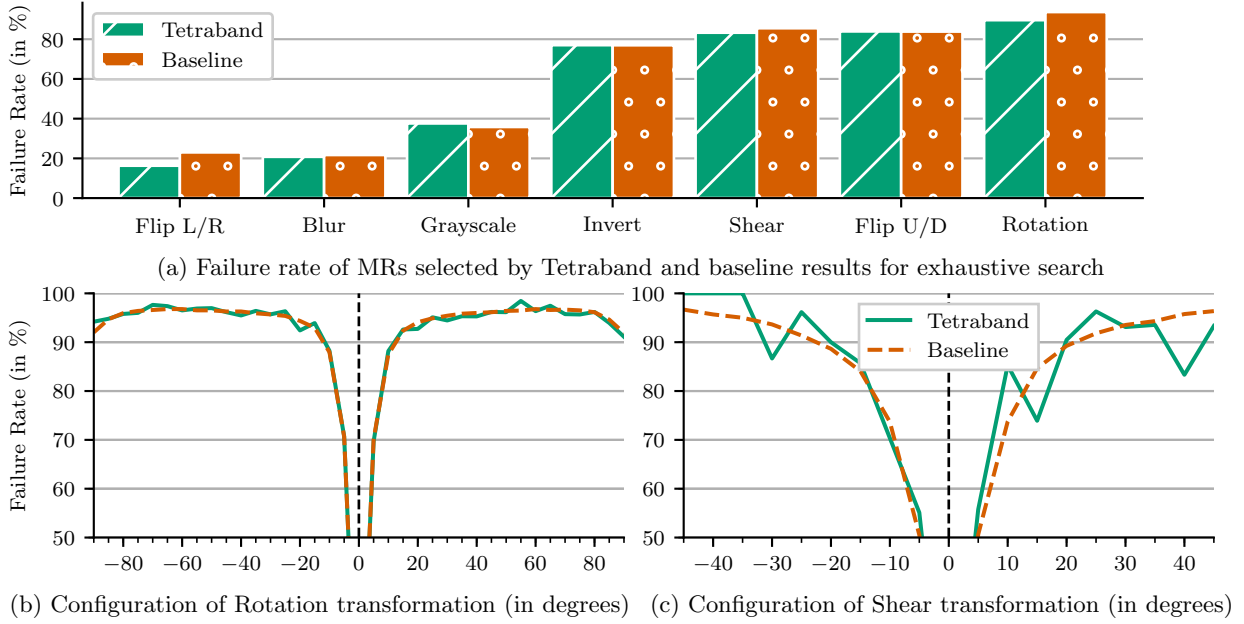 Failure Rate (in %)
80
60
40
20
0
Tetraband
Baseline
Flip L/R Blur Grayscale Invert Shear Flip U/D Rotation
(a) Failure rate of MRs selected by Tetraband and baseline results for exhaustive search
Failure Rate (in %)
100
90
80
70
60
50
−80 −60 −40 −20 0 20 40 60 80
(b) Configuration of Rotation transformation (in degrees)
100
90
80
70
60
50
Tetraband
Baseline
−40 −30 −20 −10 0 10 20 30 40
(c) Configuration of Shear transformation (in degrees)